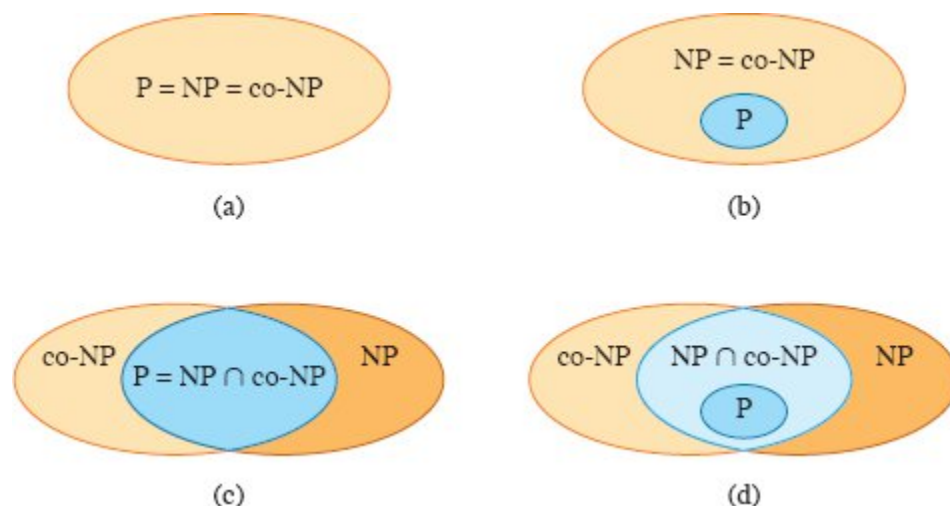 P = NP = co-NP
(a)
NP = co-NP
P
(b)
co-NP
P = NP ∩ co-NP
NP
(c)
co-NP
NP ∩ co-NP
NP
P
(d)